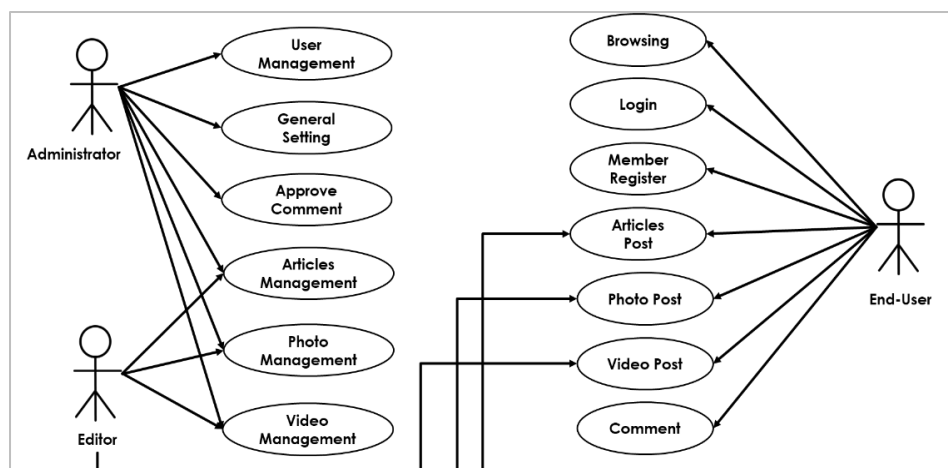 User
Management
General
Setting
Administrator
Approve
Comment
Articles
Management
Photo
Management
Editor
Video
Management
Browsing
Login
Member
Register
Articles
Post
Photo Post
Video Post
Comment
End-User